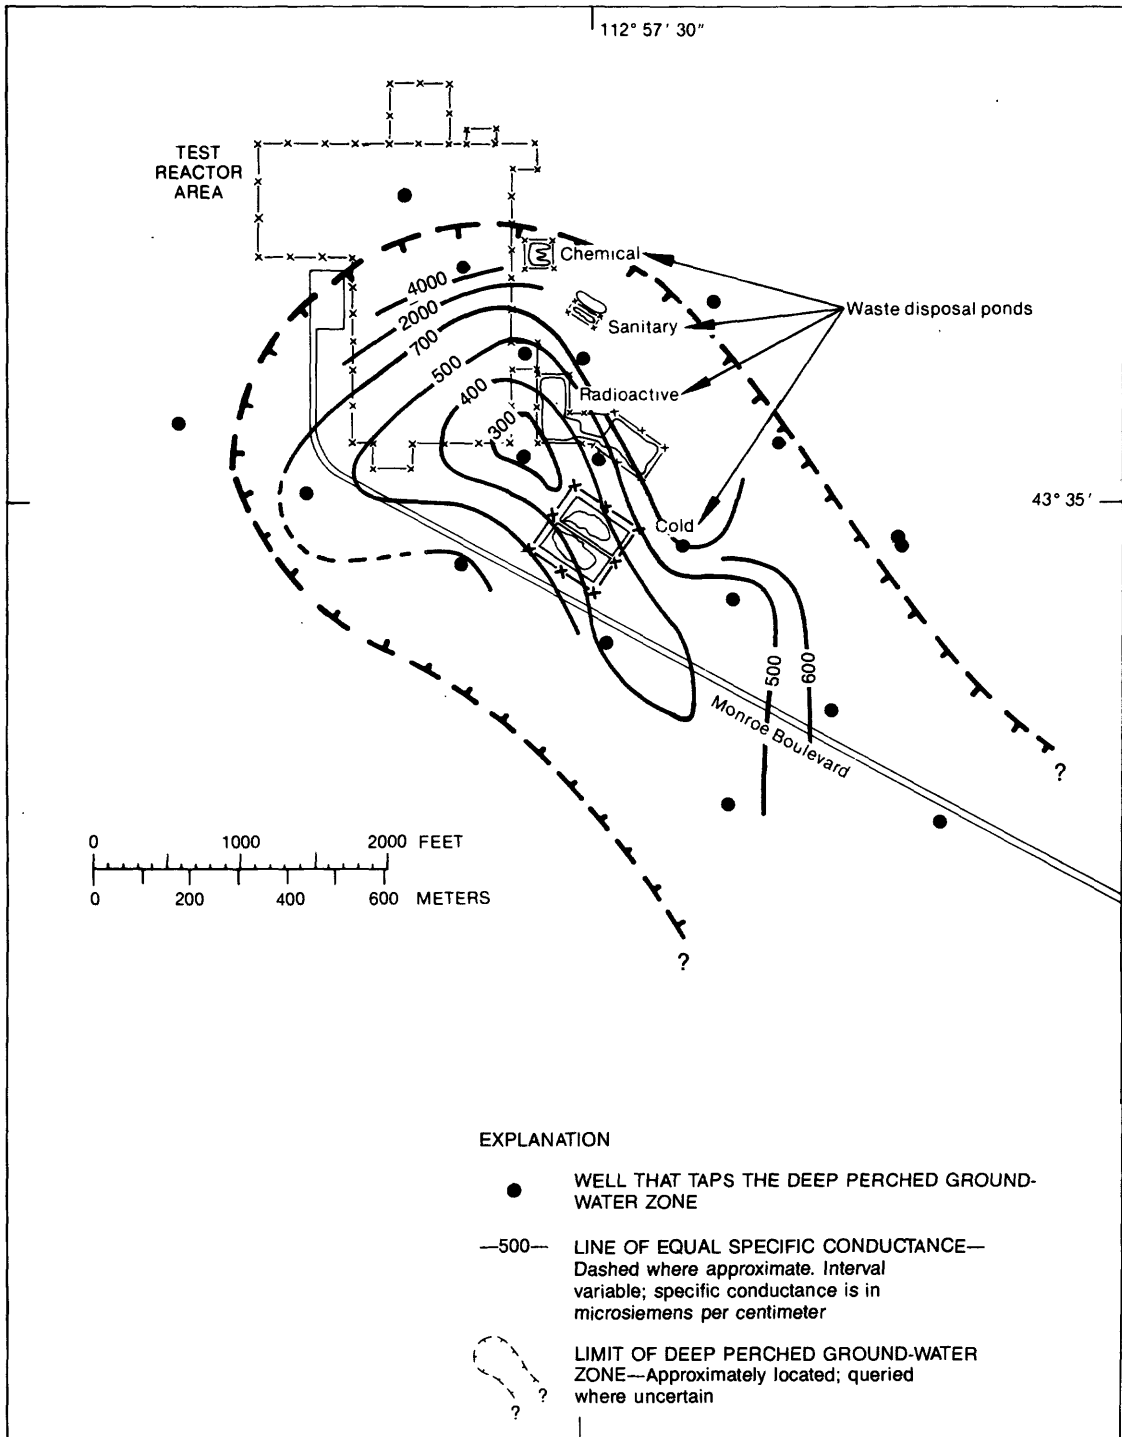 112° 57' 30"
TEST
REACTOR
AREA
Chemical
4000
2000
700
500
400
300
Sanitary
Waste disposal ponds
Radioactive
43° 35'
Cold
500
600
Monroe Boulevard
?
?
0 1000 2000 FEET
0 200 400 600 METERS
EXPLANATION
WELL THAT TAPS THE DEEP PERCHED GROUND-
WATER ZONE
—500— LINE OF EQUAL SPECIFIC CONDUCTANCE—
Dashed where approximate. Interval
variable; specific conductance is in
microsiemens per centimeter
LIMIT OF DEEP PERCHED GROUND-WATER
ZONE—Approximately located; queried
where uncertain
?
?